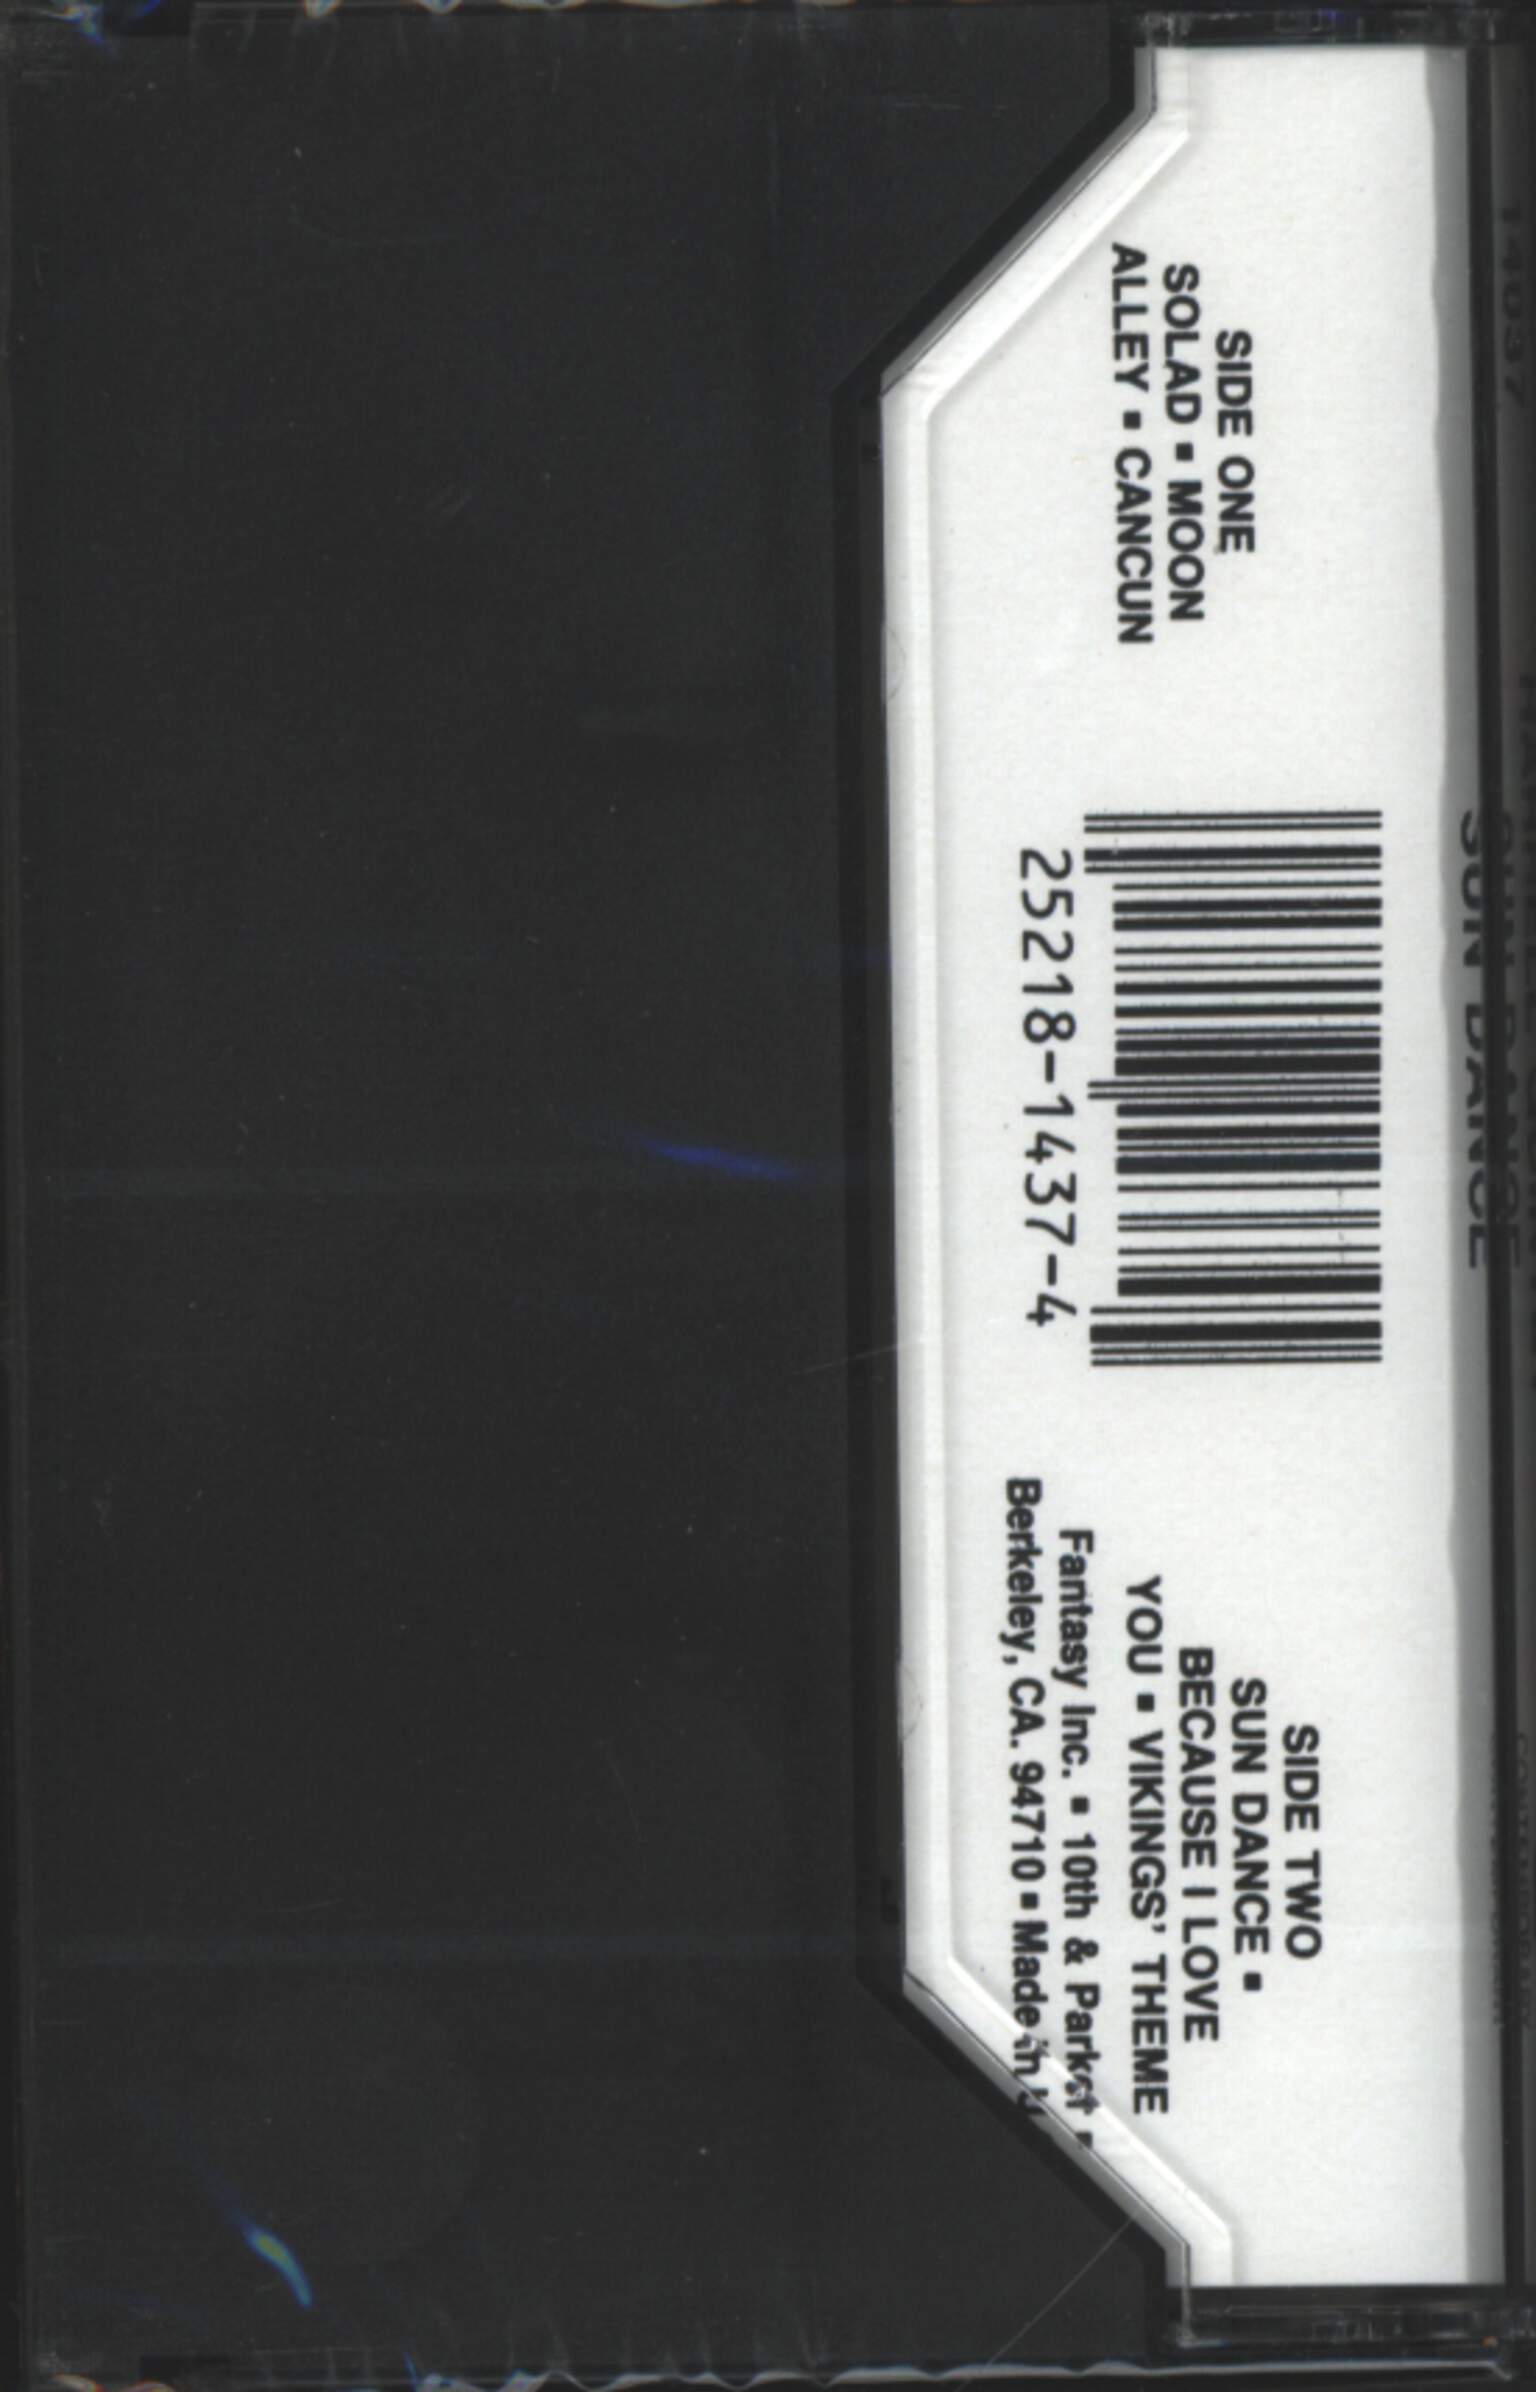 SIDE ONE
SOLAD ▪ MOON
ALLEY ▪ CANCUN
25218-1437-4
SIDE TWO
SUN DANCE ▪
BECAUSE I LOVE
YOU ▪ VIKINGS' THEME
Fantasy Inc. ▪ 10th & Parker ▪
Berkeley, CA. 94710 ▪ Made in
SUN DANCE